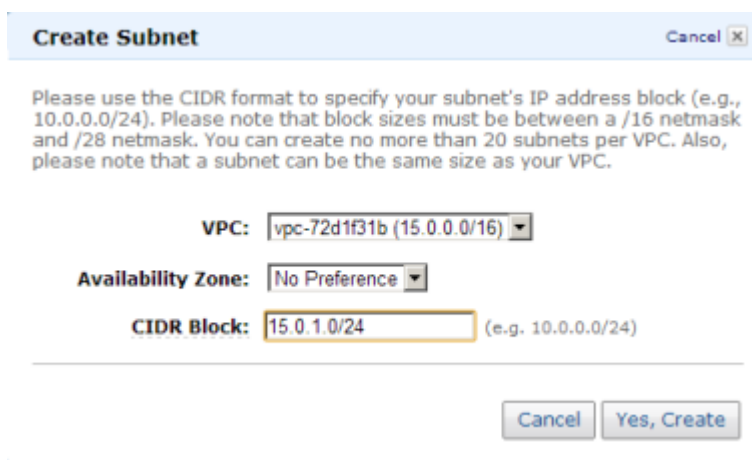 Create Subnet
Cancel
Please use the CIDR format to specify your subnet's IP address block (e.g.,
10.0.0.0/24). Please note that block sizes must be between a /16 netmask
and /28 netmask. You can create no more than 20 subnets per VPC. Also,
please note that a subnet can be the same size as your VPC.
VPC: vpc-72d1f31b (15.0.0.0/16)
Availability Zone: No Preference
CIDR Block: 15.0.1.0/24 (e.g. 10.0.0.0/24)
Cancel Yes, Create